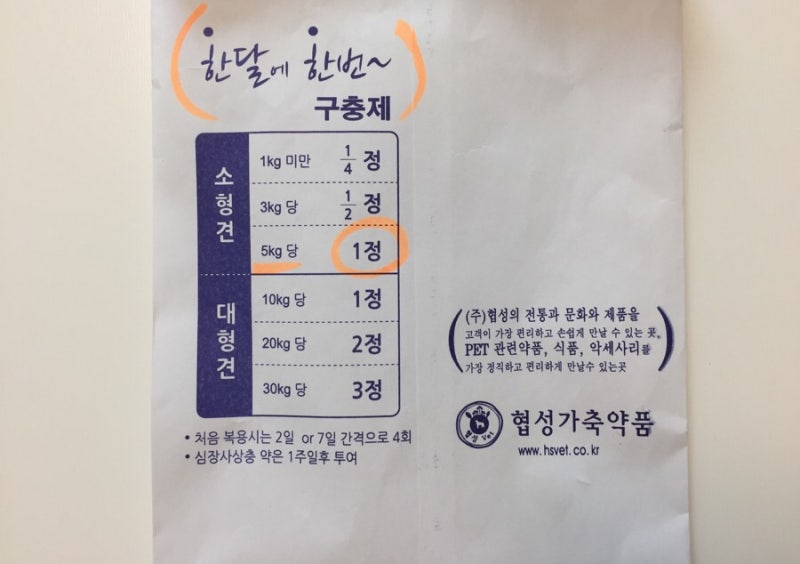 한달에 한번~
구충제
소형견
1kg 미만 1/4 정
3kg 당 1/2 정
5kg 당 1정
대형견
10kg 당 1정
20kg 당 2정
30kg 당 3정
• 처음 복용시는 2일 or 7일 간격으로 4회
• 심장사상충 약은 1주일후 투여
(주)협성의 전통과 문화와 제품을
고객이 가장 편리하고 손쉽게 만날 수 있는 곳.
PET 관련약품, 식품, 악세사리를
가장 정직하고 편리하게 만날수 있는곳
협성 Vet
협성가축약품
www.hsvet.co.kr